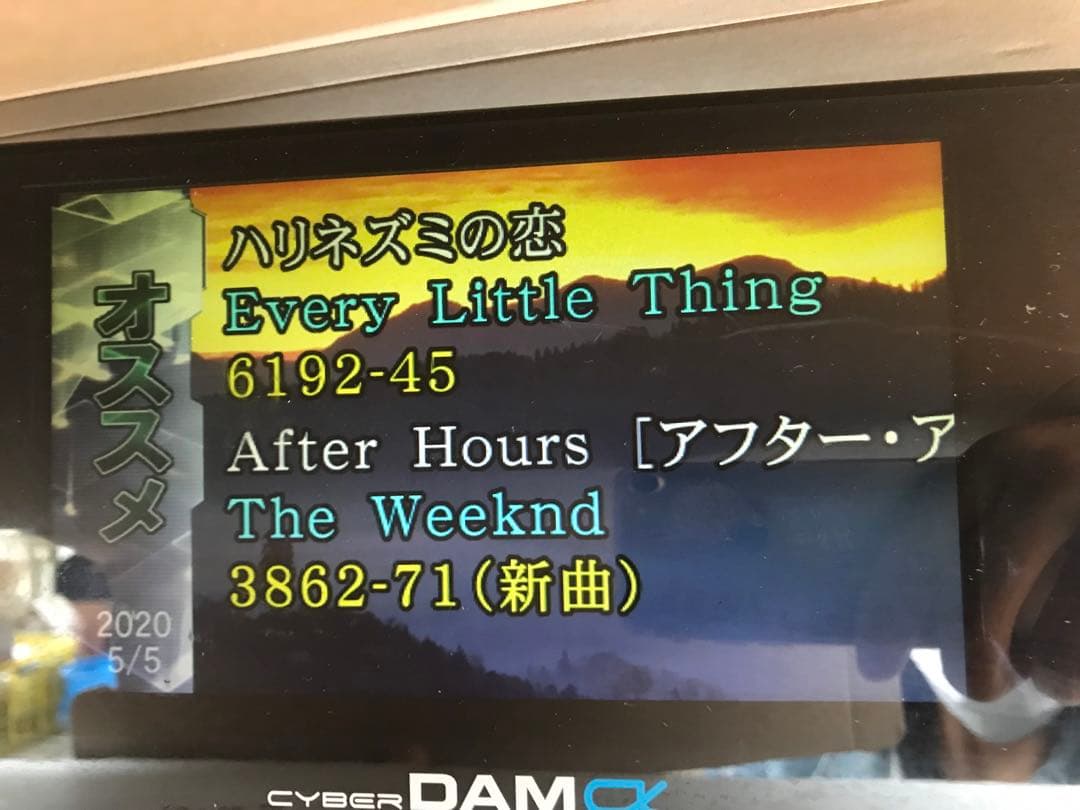 オススメ
2020
5/5
ハリネズミの恋
Every Little Thing
6192-45
After Hours [アフター・ア
The Weeknd
3862-71(新曲)
CYBER DAM α